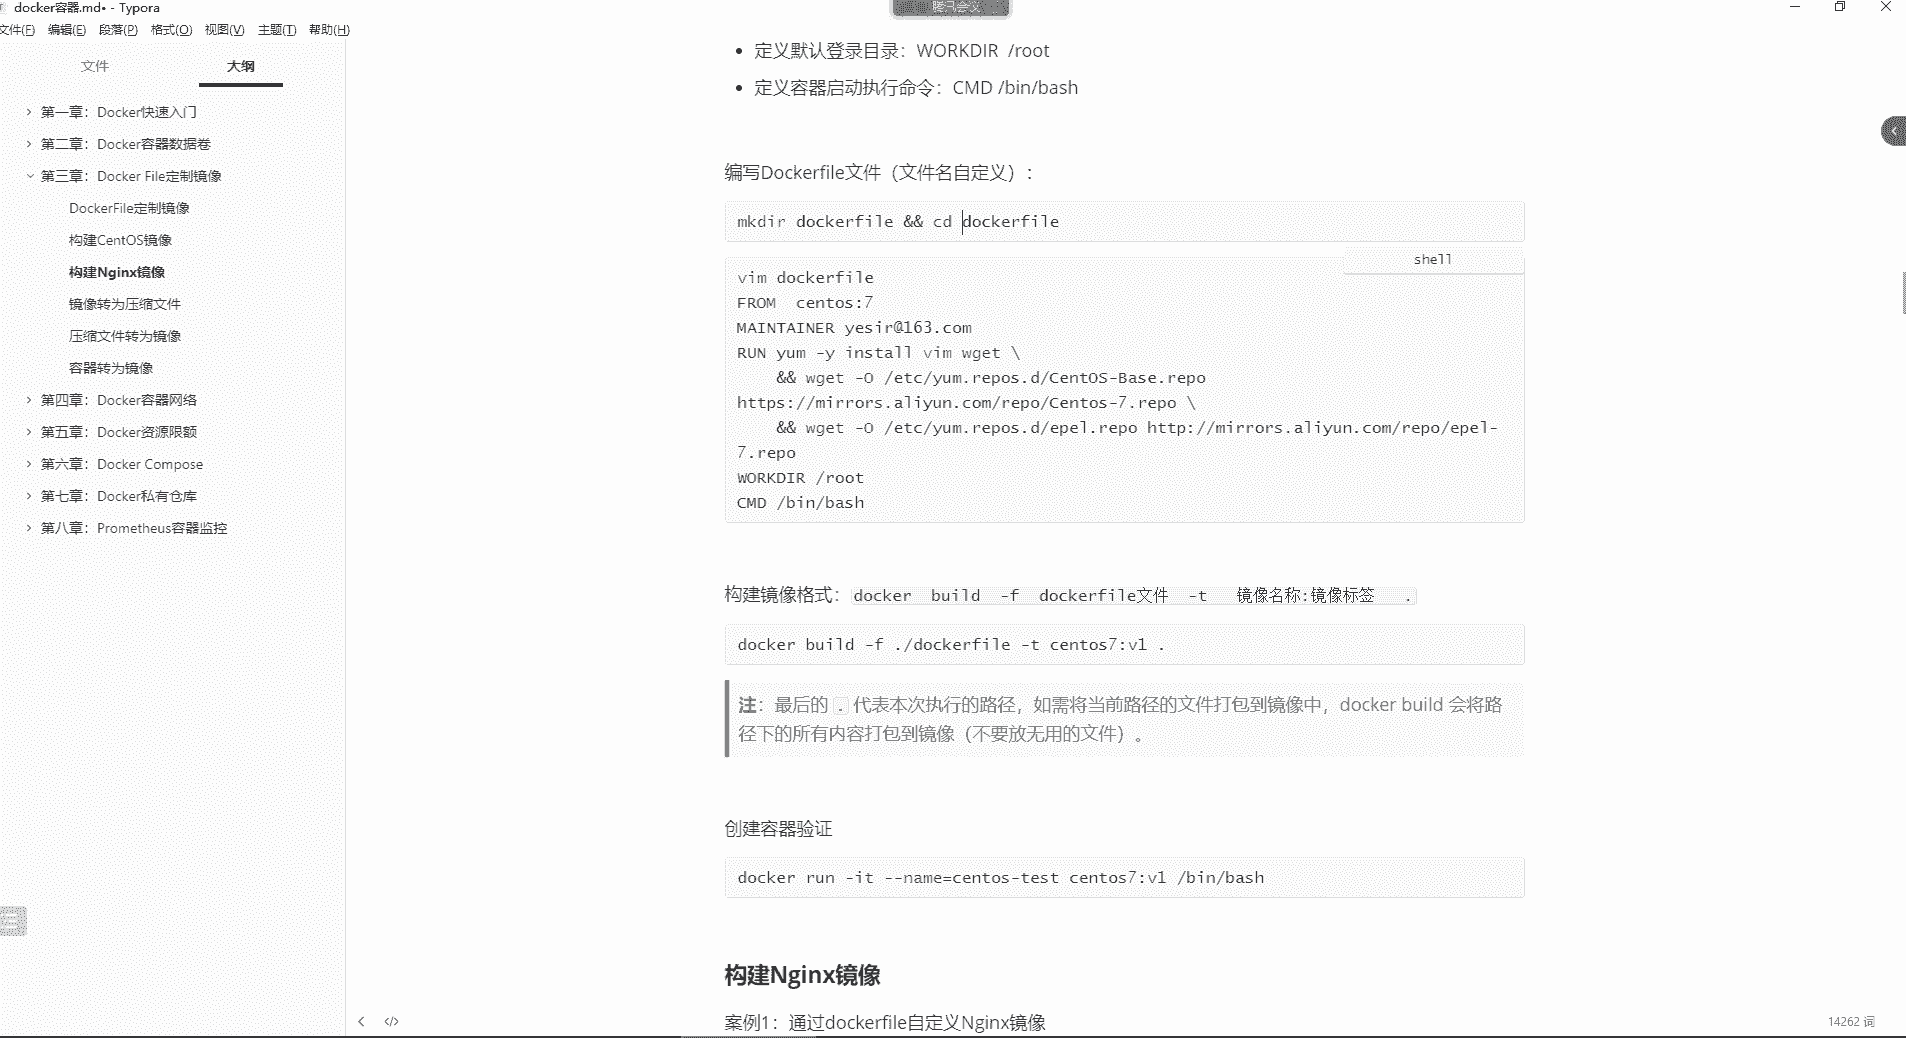 docker容器.md• - Typora
腾讯会议
文件(F) 编辑(E) 段落(P) 格式(O) 视图(V) 主题(T) 帮助(H)
文件 大纲
第一章：Docker快速入门
第二章：Docker容器数据卷
第三章：Docker File定制镜像
DockerFile定制镜像
构建CentOS镜像
构建Nginx镜像
镜像转为压缩文件
压缩文件转为镜像
容器转为镜像
第四章：Docker容器网络
第五章：Docker资源限额
第六章：Docker Compose
第七章：Docker私有仓库
第八章：Prometheus容器监控
• 定义默认登录目录：WORKDIR /root
• 定义容器启动执行命令：CMD /bin/bash
编写Dockerfile文件（文件名自定义）：
mkdir dockerfile && cd dockerfile
shell
vim dockerfile
FROM  centos:7
MAINTAINER yesir@163.com
RUN yum -y install vim wget \
    && wget -O /etc/yum.repos.d/CentOS-Base.repo
https://mirrors.aliyun.com/repo/Centos-7.repo \
    && wget -O /etc/yum.repos.d/epel.repo http://mirrors.aliyun.com/repo/epel-
7.repo
WORKDIR /root
CMD /bin/bash
构建镜像格式：docker  build  -f  dockerfile文件  -t   镜像名称:镜像标签   .
docker build -f ./dockerfile -t centos7:v1 .
注：最后的 . 代表本次执行的路径，如需将当前路径的文件打包到镜像中，docker build 会将路
径下的所有内容打包到镜像（不要放无用的文件）。
创建容器验证
docker run -it --name=centos-test centos7:v1 /bin/bash
构建Nginx镜像
案例1：通过dockerfile自定义Nginx镜像
14262 词